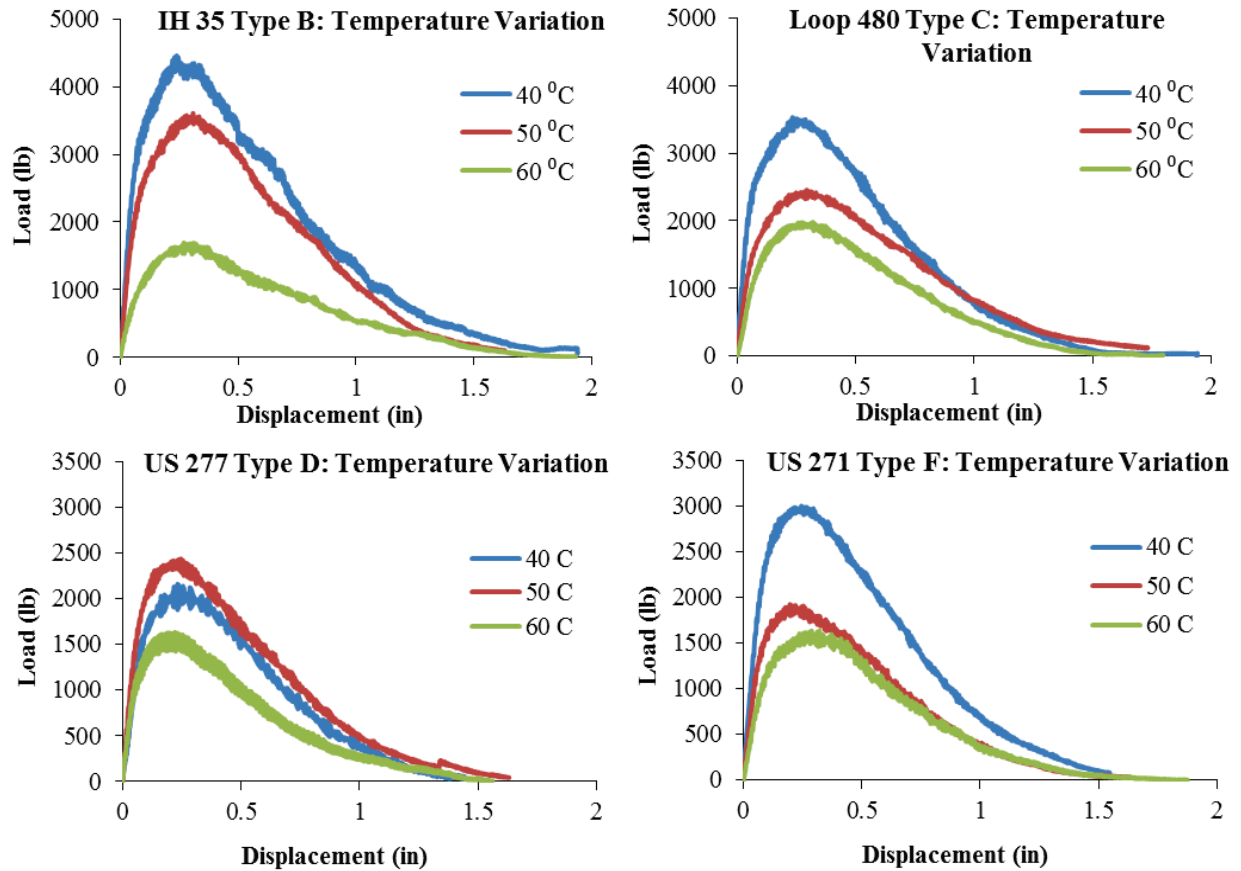 IH 35 Type B: Temperature Variation
5000
4000
3000
2000
1000
0
Load (lb)
40 ⁰C
50 ⁰C
60 ⁰C
0 0.5 1 1.5 2
Displacement (in)
Loop 480 Type C: Temperature
Variation
5000
4000
3000
2000
1000
0
Load (lb)
40 ⁰C
50 ⁰C
60 ⁰C
0 0.5 1 1.5 2
Displacement (in)
US 277 Type D: Temperature Variation
3500
3000
2500
2000
1500
1000
500
0
Load (lb)
40 C
50 C
60 C
0 0.5 1 1.5 2
Displacement (in)
US 271 Type F: Temperature Variation
3500
3000
2500
2000
1500
1000
500
0
Load (lb)
40 C
50 C
60 C
0 0.5 1 1.5 2
Displacement (in)